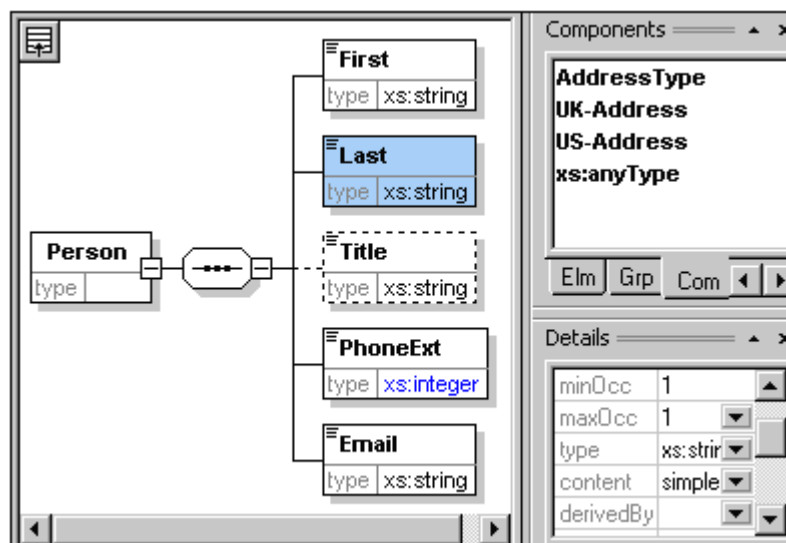 First
type xs:string
Last
type xs:string
Person
type
Title
type xs:string
PhoneExt
type xs:integer
Email
type xs:string
Components
AddressType
UK-Address
US-Address
xs:anyType
Elm Grp Com
Details
minOcc 1
maxOcc 1
type xs:strir
content simple
derivedBy